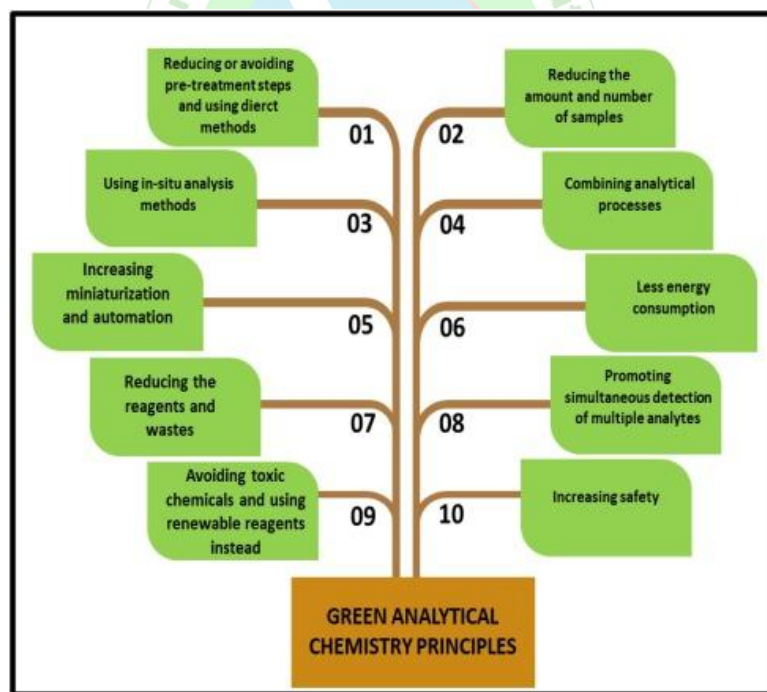 Reducing or avoiding
pre-treatment steps
and using dierct
methods
01
Reducing the
amount and number
of samples
02
Using in-situ analysis
methods
03
Combining analytical
processes
04
Increasing
miniaturization
and automation
05
Less energy
consumption
06
Reducing the
reagents and
wastes
07
Promoting
simultaneous detection
of multiple analytes
08
Avoiding toxic
chemicals and using
renewable reagents
instead
09
Increasing safety
10
GREEN ANALYTICAL
CHEMISTRY PRINCIPLES